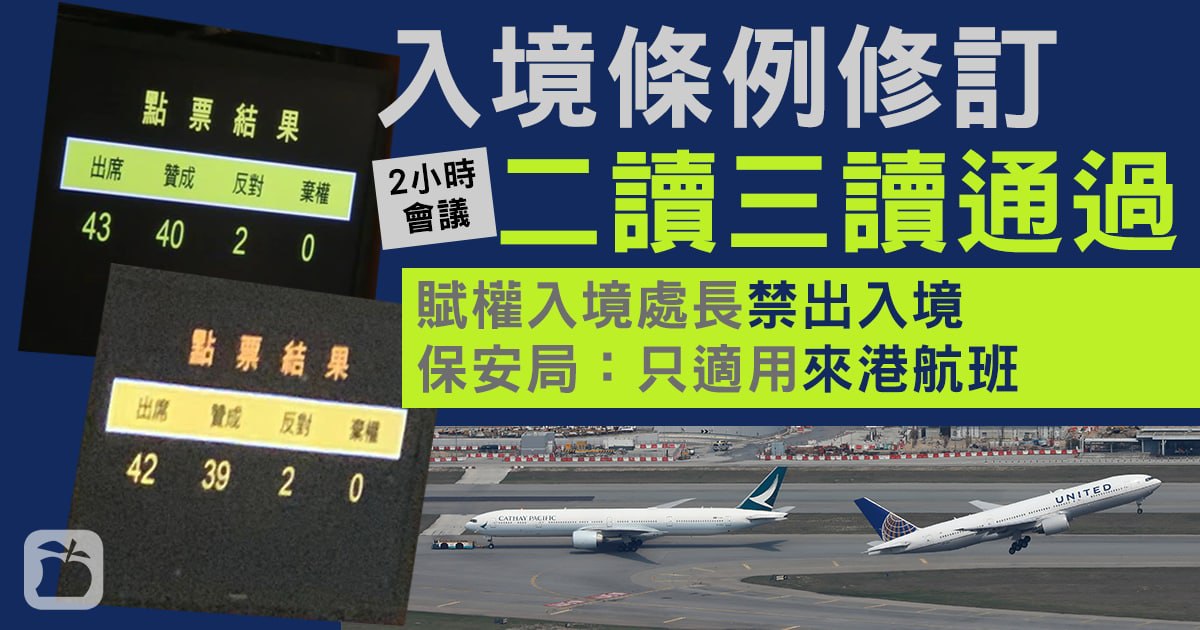 點票結果
出席 贊成 反對 棄權
43 40 2 0
點票結果
出席 贊成 反對 棄權
42 39 2 0
入境條例修訂
2小時
會議
二讀三讀通過
賦權入境處長禁出入境
保安局：只適用來港航班
CATHAY PACIFIC
UNITED